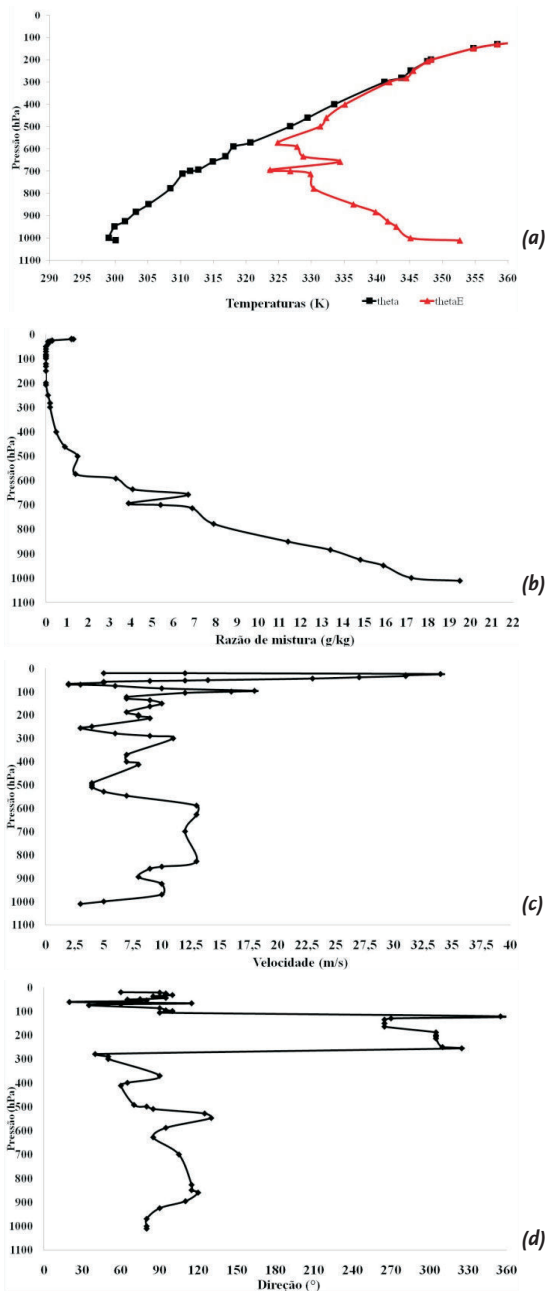 0
100
200
300
400
500
600
700
800
900
1000
1100
Pressão (hPa)
290 295 300 305 310 315 320 325 330 335 340 345 350 355 360
Temperaturas (K)
theta
thetaE
(a)
0
100
200
300
400
500
600
700
800
900
1000
1100
Pressão (hPa)
0 1 2 3 4 5 6 7 8 9 10 11 12 13 14 15 16 17 18 19 20 21 22
Razão de mistura (g/kg)
(b)
0
100
200
300
400
500
600
700
800
900
1000
1100
Pressão (hPa)
0 2,5 5 7,5 10 12,5 15 17,5 20 22,5 25 27,5 30 32,5 35 37,5 40
Velocidade (m/s)
(c)
0
100
200
300
400
500
600
700
800
900
1000
1100
Pressão (hPa)
0 30 60 90 120 150 180 210 240 270 300 330 360
Direção (°)
(d)